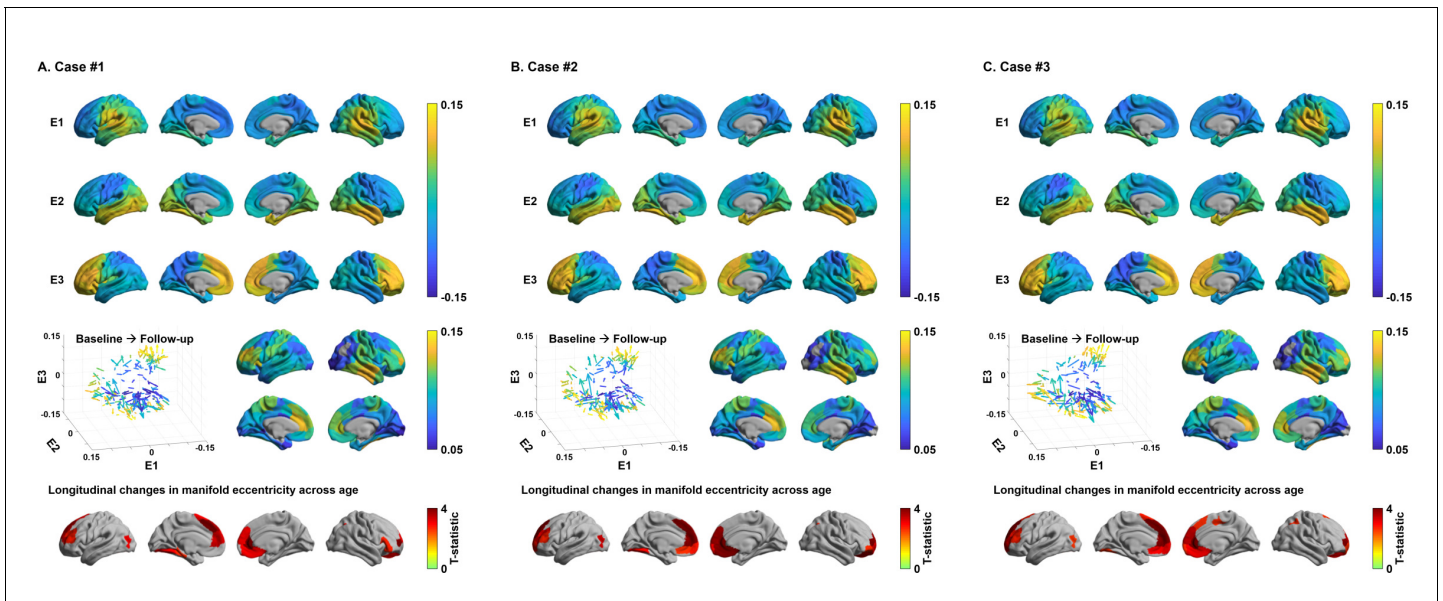 A. Case #1
E1
E2
E3
0.15
-0.15
Baseline → Follow-up
0.15
0
-0.15
E3
E2
0
0.15
0
-0.15
E1
0.15
0.05
Longitudinal changes in manifold eccentricity across age
4
0
T-statistic
B. Case #2
E1
E2
E3
0.15
-0.15
Baseline → Follow-up
0.15
0
-0.15
E3
E2
0
0.15
0
-0.15
E1
0.15
0.05
Longitudinal changes in manifold eccentricity across age
4
0
T-statistic
C. Case #3
E1
E2
E3
0.15
-0.15
Baseline → Follow-up
0.15
0
-0.15
E3
E2
0
0.15
0
-0.15
E1
0.15
0.05
Longitudinal changes in manifold eccentricity across age
4
0
T-statistic